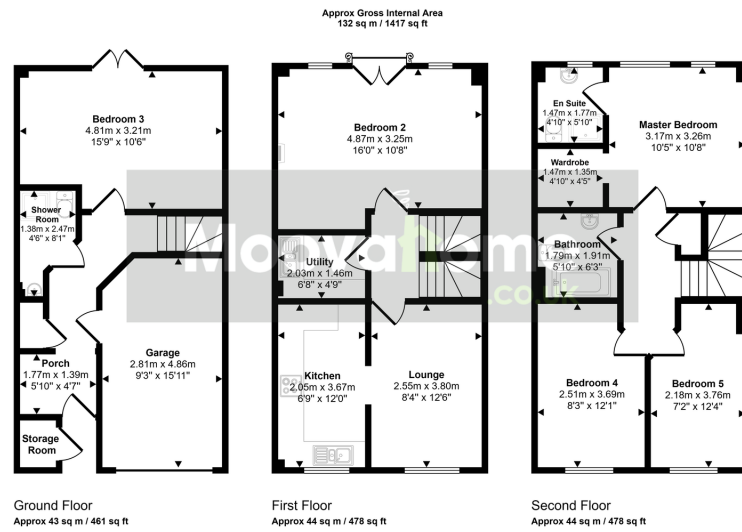 Approx Gross Internal Area
132 sq m / 1417 sq ft
Bedroom 3
4.81m x 3.21m
15'9" x 10'6"
Shower
Room
1.38m x 2.47m
4'6" x 8'1"
Porch
1.77m x 1.39m
5'10" x 4'7"
Storage
Room
Garage
2.81m x 4.86m
9'3" x 15'11"
Ground Floor
Approx 43 sq m / 461 sq ft
Bedroom 2
4.87m x 3.25m
16'0" x 10'8"
Utility
2.03m x 1.46m
6'8" x 4'9"
Kitchen
2.05m x 3.67m
6'9" x 12'0"
Lounge
2.55m x 3.80m
8'4" x 12'6"
First Floor
Approx 44 sq m / 478 sq ft
En Suite
1.47m x 1.77m
4'10" x 5'10"
Master Bedroom
3.17m x 3.26m
10'5" x 10'8"
Wardrobe
1.47m x 1.35m
4'10" x 4'5"
Bathroom
1.79m x 1.91m
5'10" x 6'3"
Bedroom 4
2.51m x 3.69m
8'3" x 12'1"
Bedroom 5
2.18m x 3.76m
7'2" x 12'4"
Second Floor
Approx 44 sq m / 478 sq ft
.co.uk